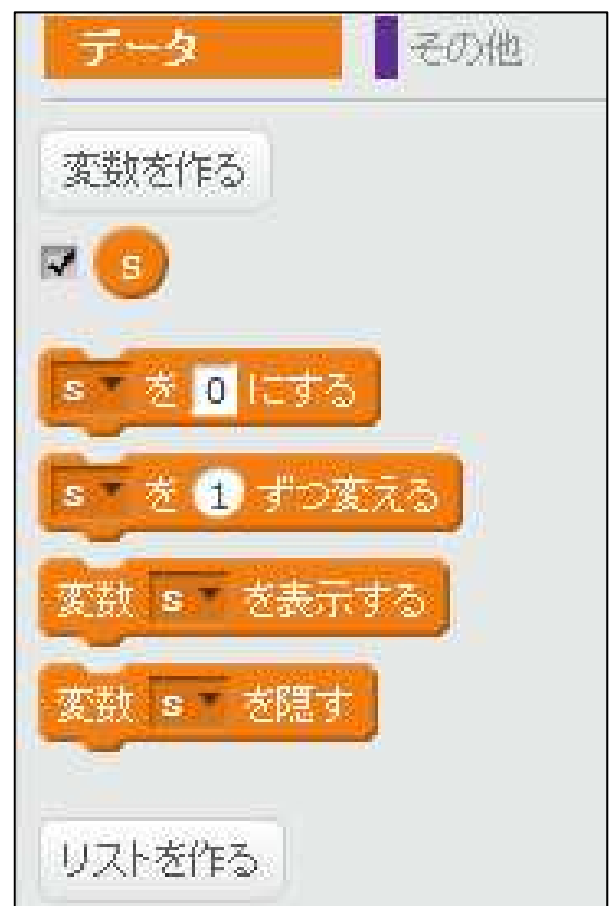 データ その他
変数を作る
s
s を 0 にする
s を 1 ずつ変える
変数 s を表示する
変数 s を隠す
リストを作る